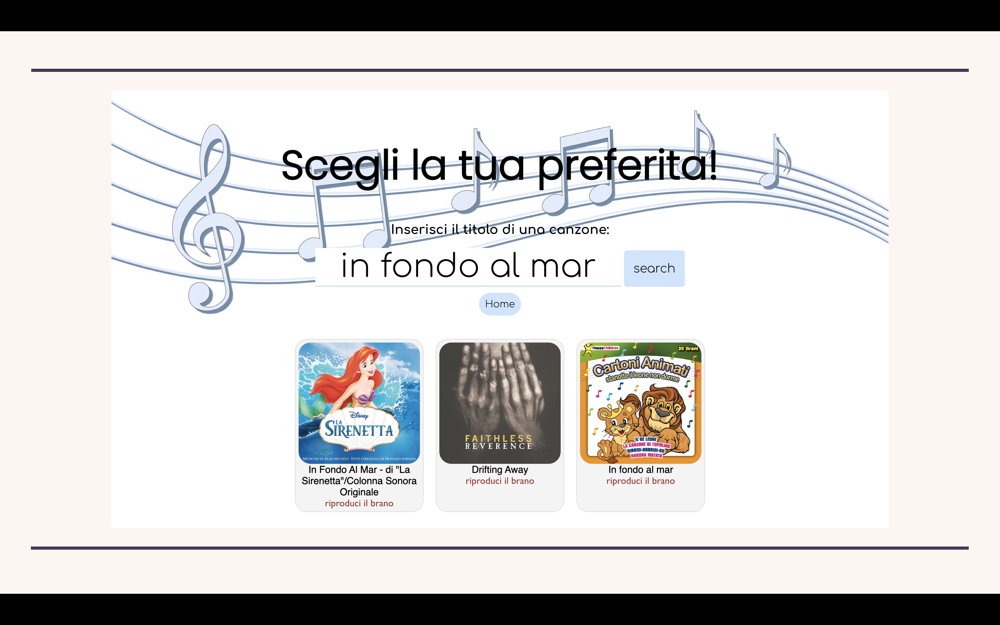 Scegli la tua preferita!
Inserisci il titolo di una canzone:
in fondo al mar
search
Home
DISNEY
LA
SIRENETTA
MUSICHE DI ALAN MENKEN TESTI ORIGINALI DI HOWARD ASHMAN
In Fondo Al Mar - di "La
Sirenetta"/Colonna Sonora
Originale
riproduci il brano
FAITHLESS
REVERENCE
Drifting Away
riproduci il brano
HappyChildren
20 Brani
Cartoni Animati
stanotte il leone non dorme
IL RE LEONE
LA CANZONE DI TOPOLINO
BIBBIDI-BOBBIDI-BU
HAKUNA MATATA
In fondo al mar
riproduci il brano